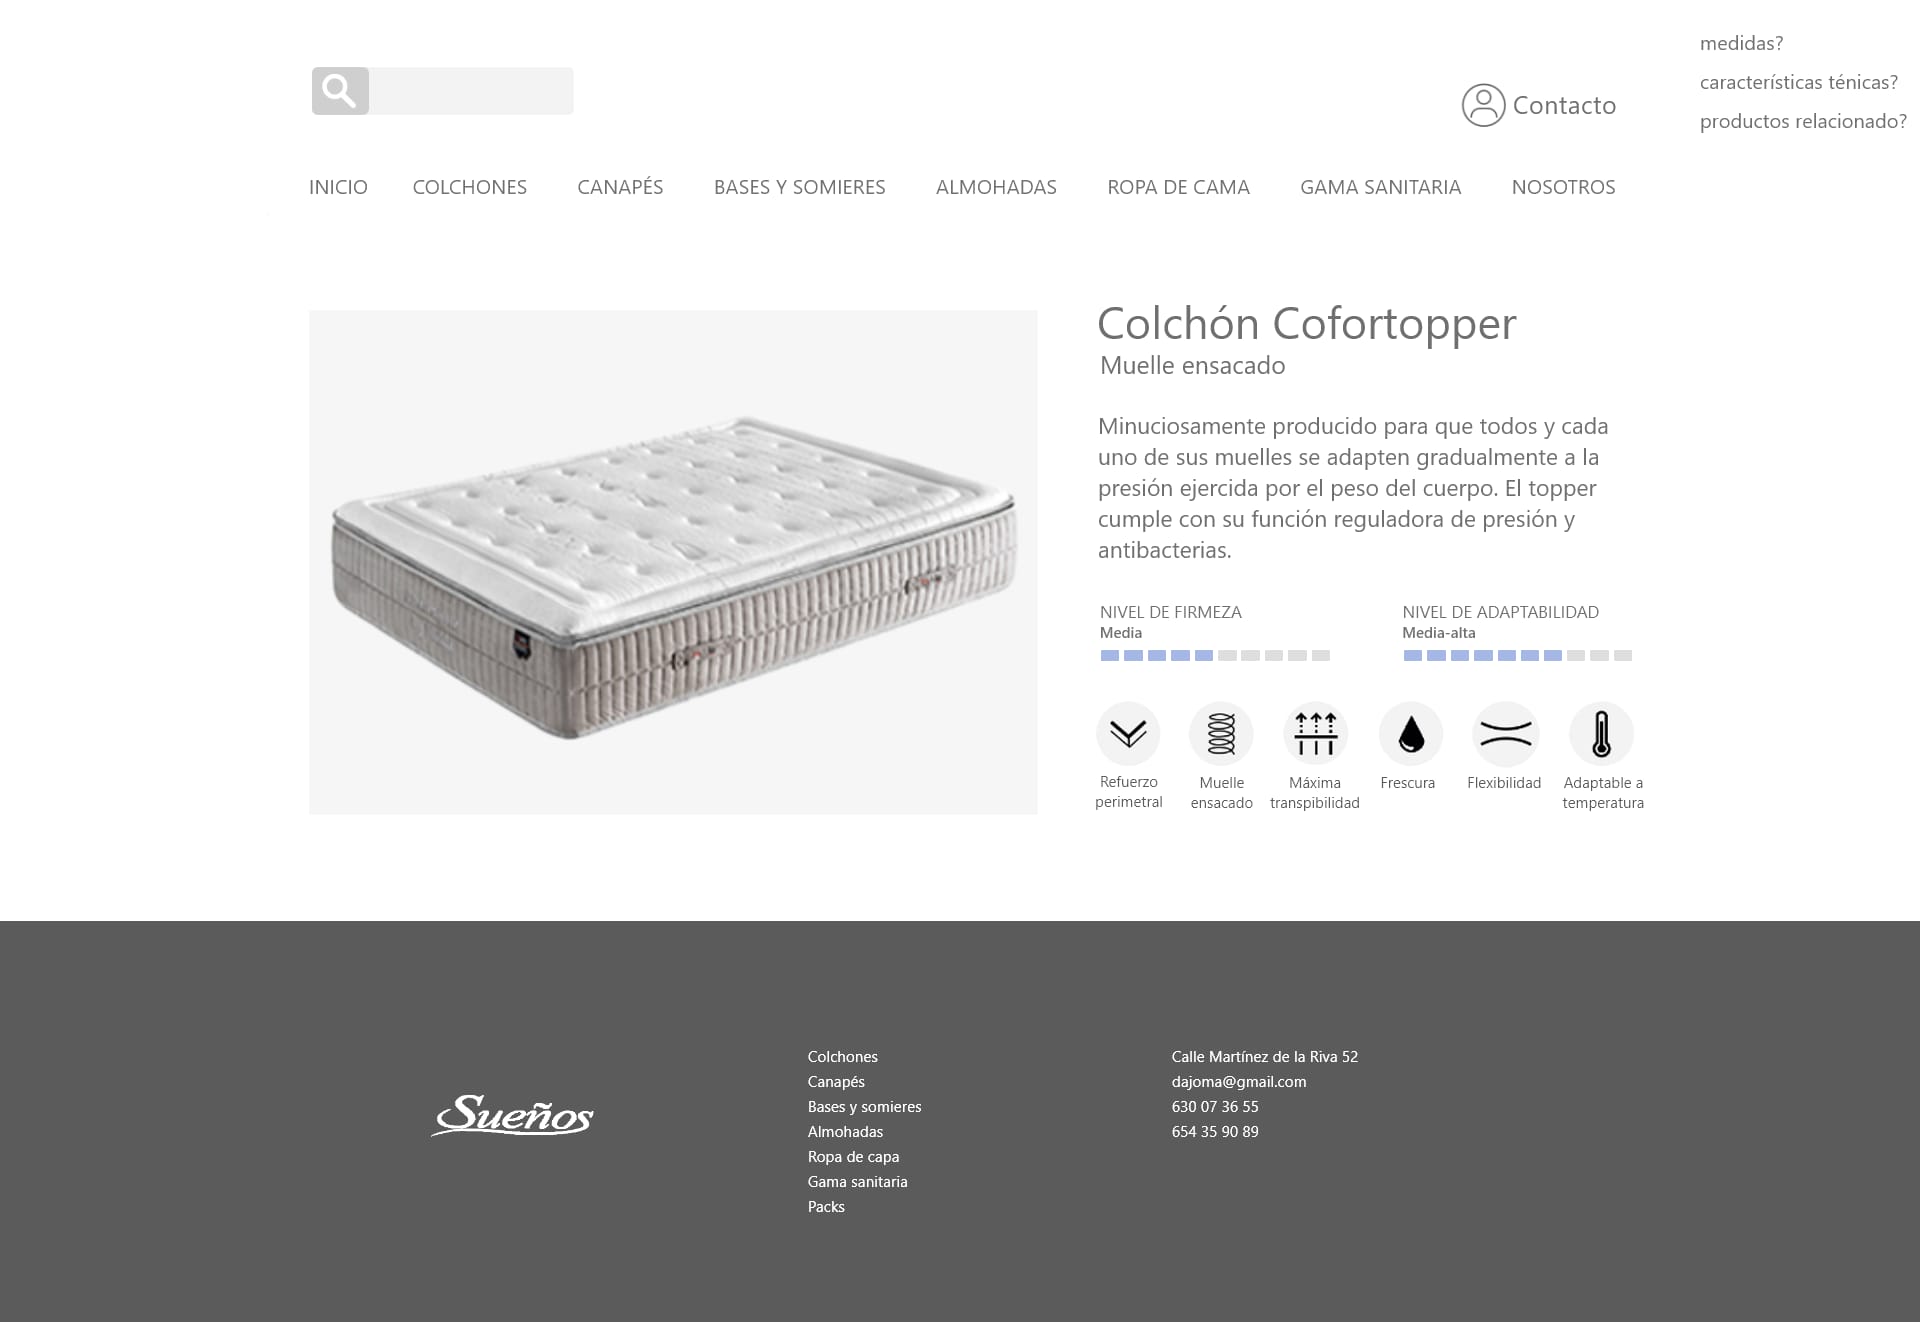 medidas?
características ténicas?
productos relacionado?
Contacto
INICIO COLCHONES CANAPÉS BASES Y SOMIERES ALMOHADAS ROPA DE CAMA GAMA SANITARIA NOSOTROS
Colchón Cofortopper
Muelle ensacado
Minuciosamente producido para que todos y cada
uno de sus muelles se adapten gradualmente a la
presión ejercida por el peso del cuerpo. El topper
cumple con su función reguladora de presión y
antibacterias.
NIVEL DE FIRMEZA
Media
NIVEL DE ADAPTABILIDAD
Media-alta
Refuerzo
perimetral
Muelle
ensacado
Máxima
transpibilidad
Frescura
Flexibilidad
Adaptable a
temperatura
Sueños
Colchones
Canapés
Bases y somieres
Almohadas
Ropa de capa
Gama sanitaria
Packs
Calle Martínez de la Riva 52
dajoma@gmail.com
630 07 36 55
654 35 90 89